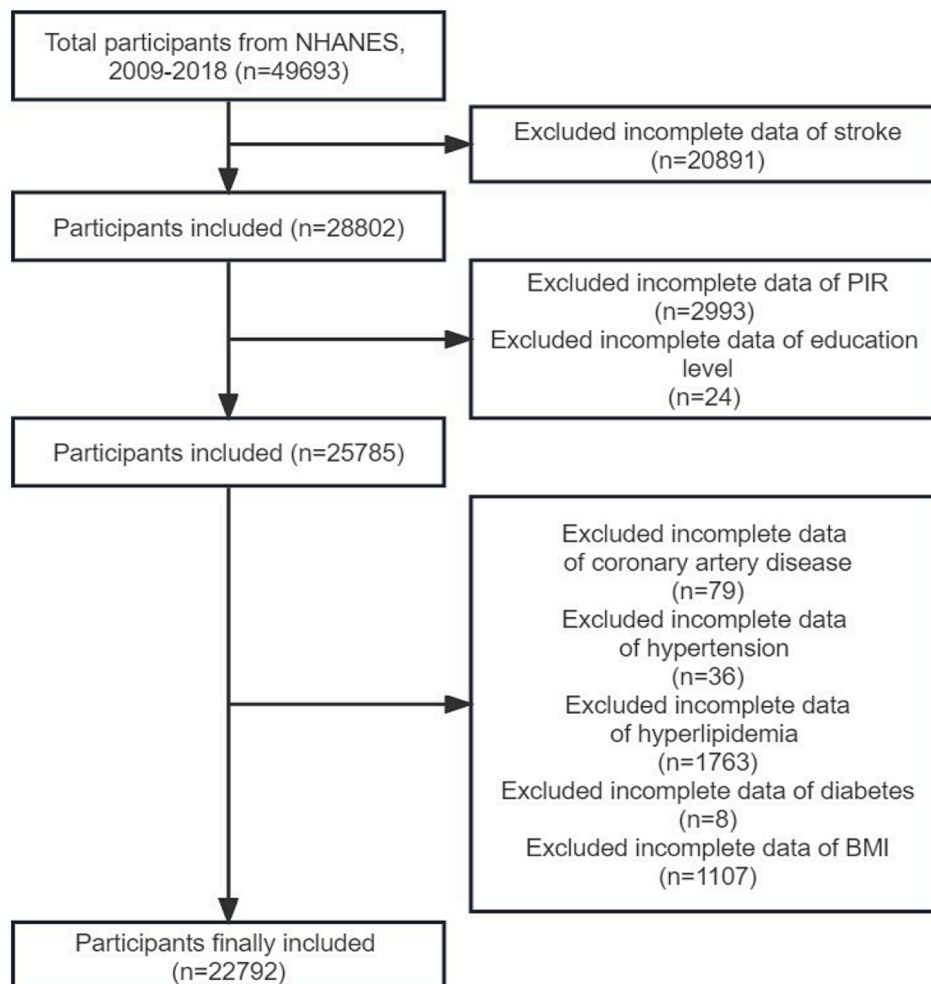 Total participants from NHANES,
2009-2018 (n=49693)
Excluded incomplete data of stroke
(n=20891)
Participants included (n=28802)
Excluded incomplete data of PIR
(n=2993)
Excluded incomplete data of education
level
(n=24)
Participants included (n=25785)
Excluded incomplete data
of coronary artery disease
(n=79)
Excluded incomplete data
of hypertension
(n=36)
Excluded incomplete data
of hyperlipidemia
(n=1763)
Excluded incomplete data of diabetes
(n=8)
Excluded incomplete data of BMI
(n=1107)
Participants finally included
(n=22792)